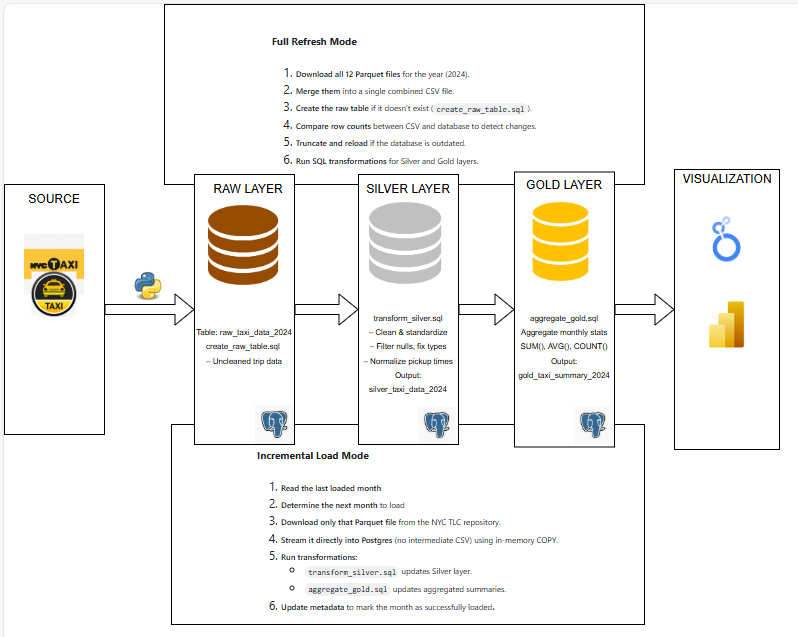 Full Refresh Mode
1. Download all 12 Parquet files for the year (2024).
2. Merge them into a single combined CSV file.
3. Create the raw table if it doesn't exist ( create_raw_table.sql ).
4. Compare row counts between CSV and database to detect changes.
5. Truncate and reload if the database is outdated.
6. Run SQL transformations for Silver and Gold layers.
SOURCE
NYC TAXI
TAXI
RAW LAYER
Table: raw_taxi_data_2024
create_raw_table.sql
– Uncleaned trip data
SILVER LAYER
transform_silver.sql
– Clean & standardize
– Filter nulls, fix types
– Normalize pickup times
Output:
silver_taxi_data_2024
GOLD LAYER
aggregate_gold.sql
Aggregate monthly stats
SUM(), AVG(), COUNT()
Output:
gold_taxi_summary_2024
VISUALIZATION
Incremental Load Mode
1. Read the last loaded month
2. Determine the next month to load
3. Download only that Parquet file from the NYC TLC repository.
4. Stream it directly into Postgres (no intermediate CSV) using in-memory COPY.
5. Run transformations:
○ transform_silver.sql updates Silver layer.
○ aggregate_gold.sql updates aggregated summaries.
6. Update metadata to mark the month as successfully loaded.